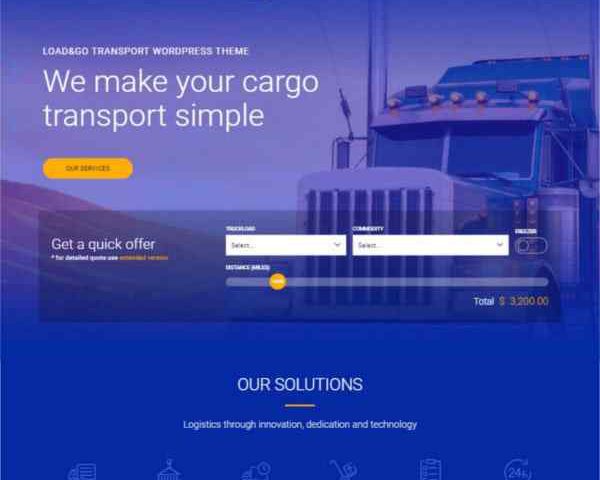 LOAD&GO TRANSPORT WORDPRESS THEME
We make your cargo
transport simple
OUR SERVICES
Get a quick offer
* for detailed quote use extended version
TRUCKLOAD
COMMODITY
FREEZER
Select...
Select...
DISTANCE (MILES)
Total $ 3,200.00
OUR SOLUTIONS
Logistics through innovation, dedication and technology
24h